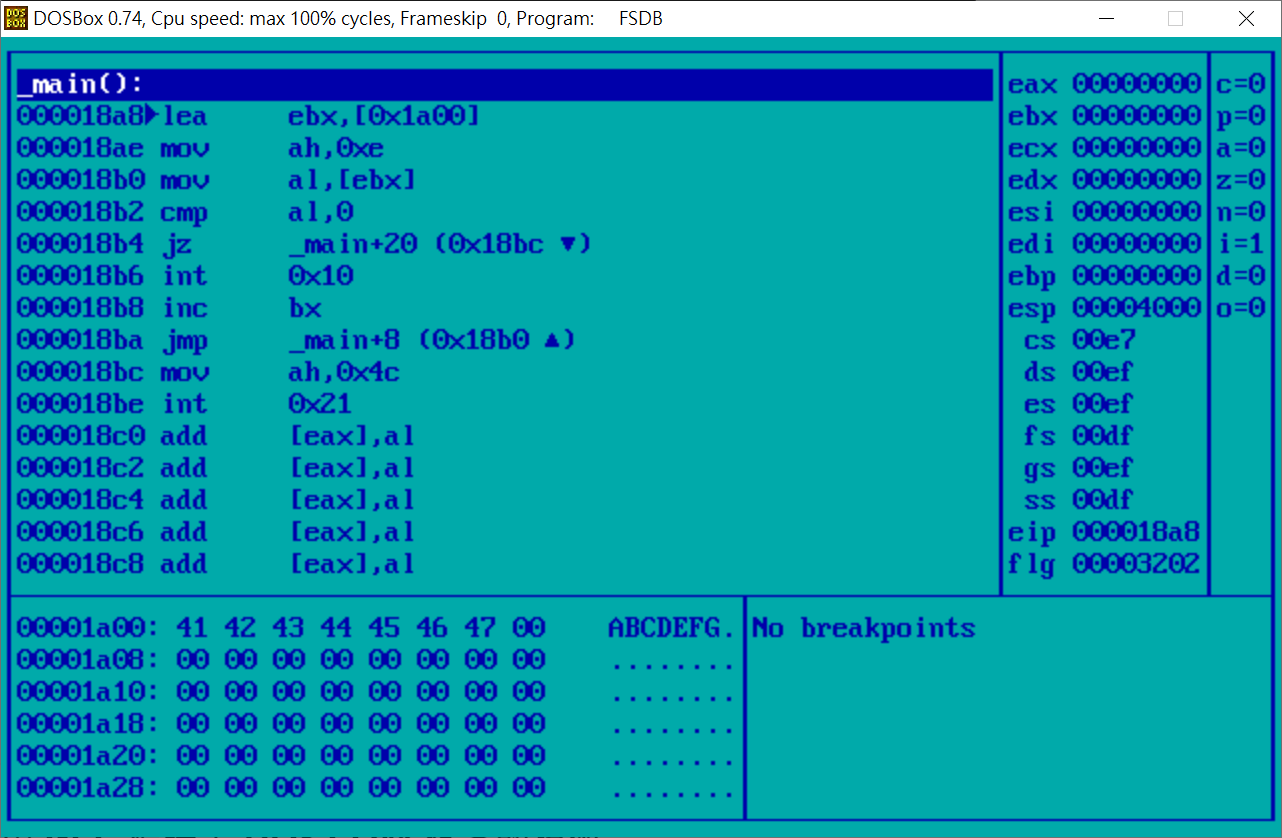 DOSBox 0.74, Cpu speed: max 100% cycles, Frameskip 0, Program: FSDB
_main():
000018a8▶lea ebx,[0x1a00]
000018ae mov ah,0xe
000018b0 mov al,[ebx]
000018b2 cmp al,0
000018b4 jz _main+20 (0x18bc ▼)
000018b6 int 0x10
000018b8 inc bx
000018ba jmp _main+8 (0x18b0 ▲)
000018bc mov ah,0x4c
000018be int 0x21
000018c0 add [eax],al
000018c2 add [eax],al
000018c4 add [eax],al
000018c6 add [eax],al
000018c8 add [eax],al
eax 00000000 c=0
ebx 00000000 p=0
ecx 00000000 a=0
edx 00000000 z=0
esi 00000000 n=0
edi 00000000 i=1
ebp 00000000 d=0
esp 00004000 o=0
cs 00e7
ds 00ef
es 00ef
fs 00df
gs 00ef
ss 00df
eip 000018a8
flg 00003202
00001a00: 41 42 43 44 45 46 47 00 ABCDEFG.
00001a08: 00 00 00 00 00 00 00 00 ........
00001a10: 00 00 00 00 00 00 00 00 ........
00001a18: 00 00 00 00 00 00 00 00 ........
00001a20: 00 00 00 00 00 00 00 00 ........
00001a28: 00 00 00 00 00 00 00 00 ........
No breakpoints